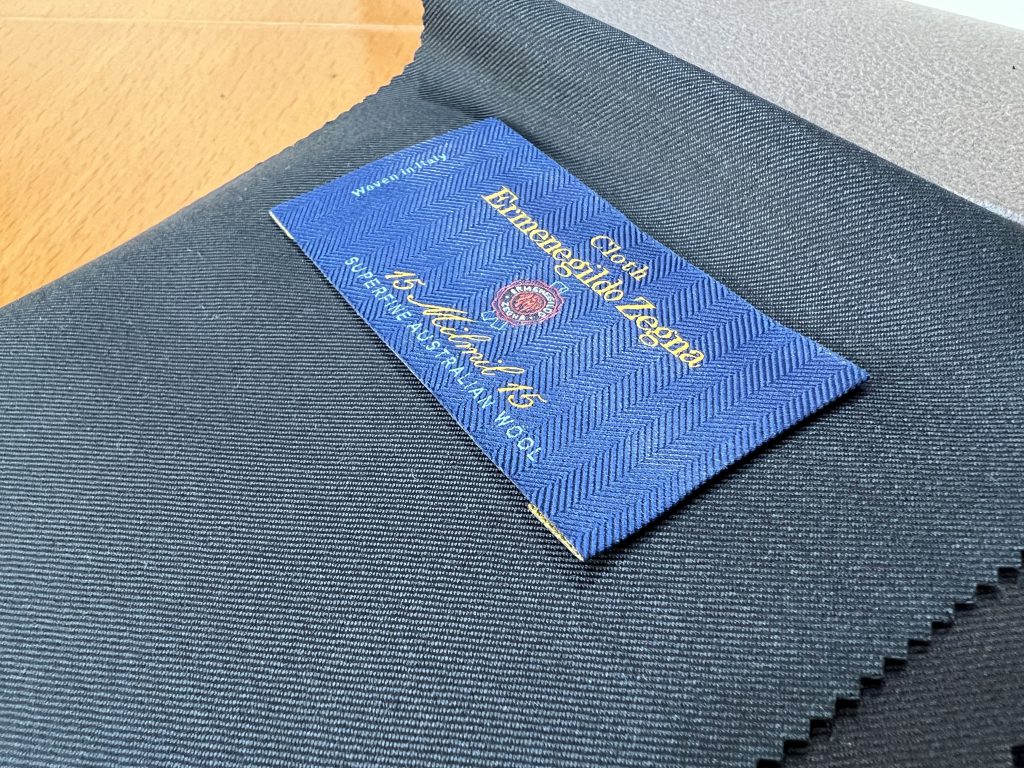 Woven in Italy
Cloth
Ermenegildo Zegna
15 Milmil 15
SUPERFINE AUSTRALIAN WOOL